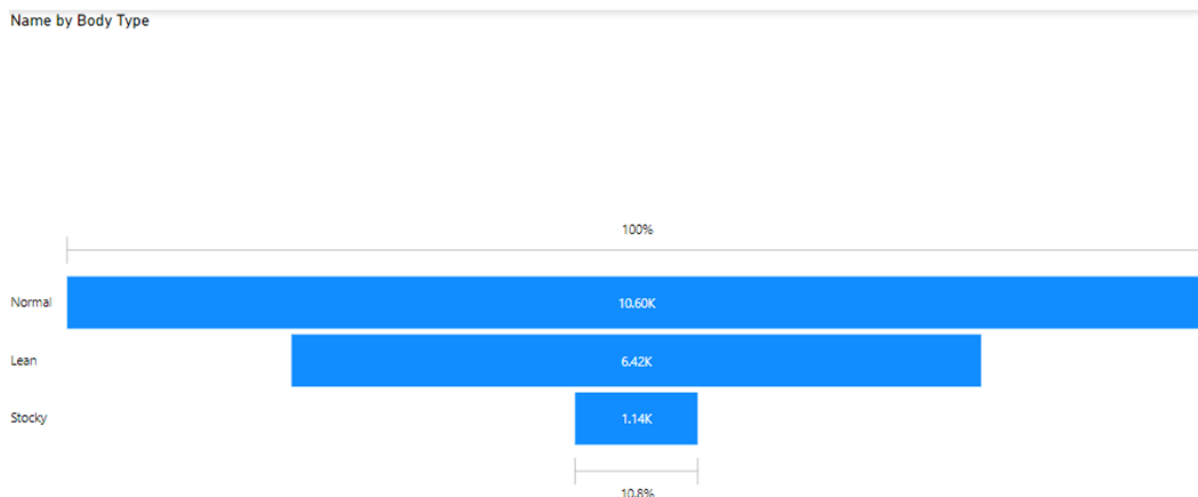 Name by Body Type
100%
Normal 10.60K
Lean 6.42K
Stocky 1.14K
10.8%